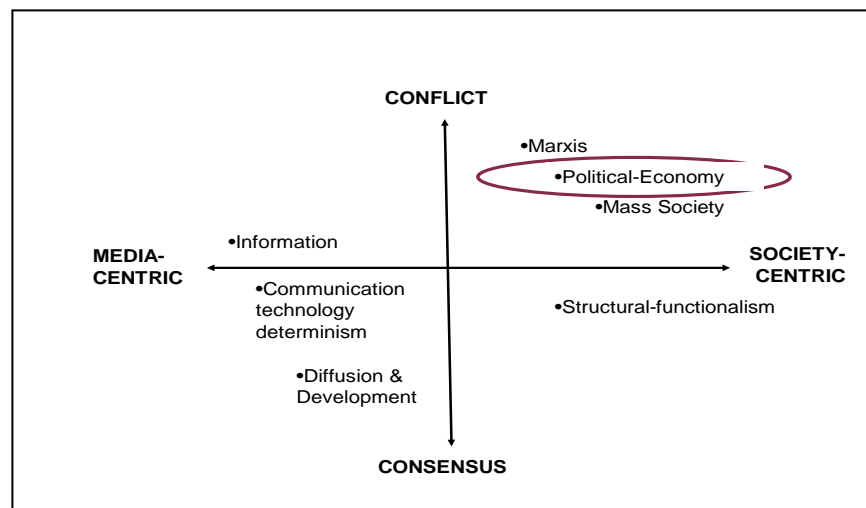 CONFLICT
•Marxis
•Political-Economy
•Mass Society
•Information
MEDIA-
CENTRIC
SOCIETY-
CENTRIC
•Communication
technology
determinism
•Structural-functionalism
•Diffusion &
Development
CONSENSUS